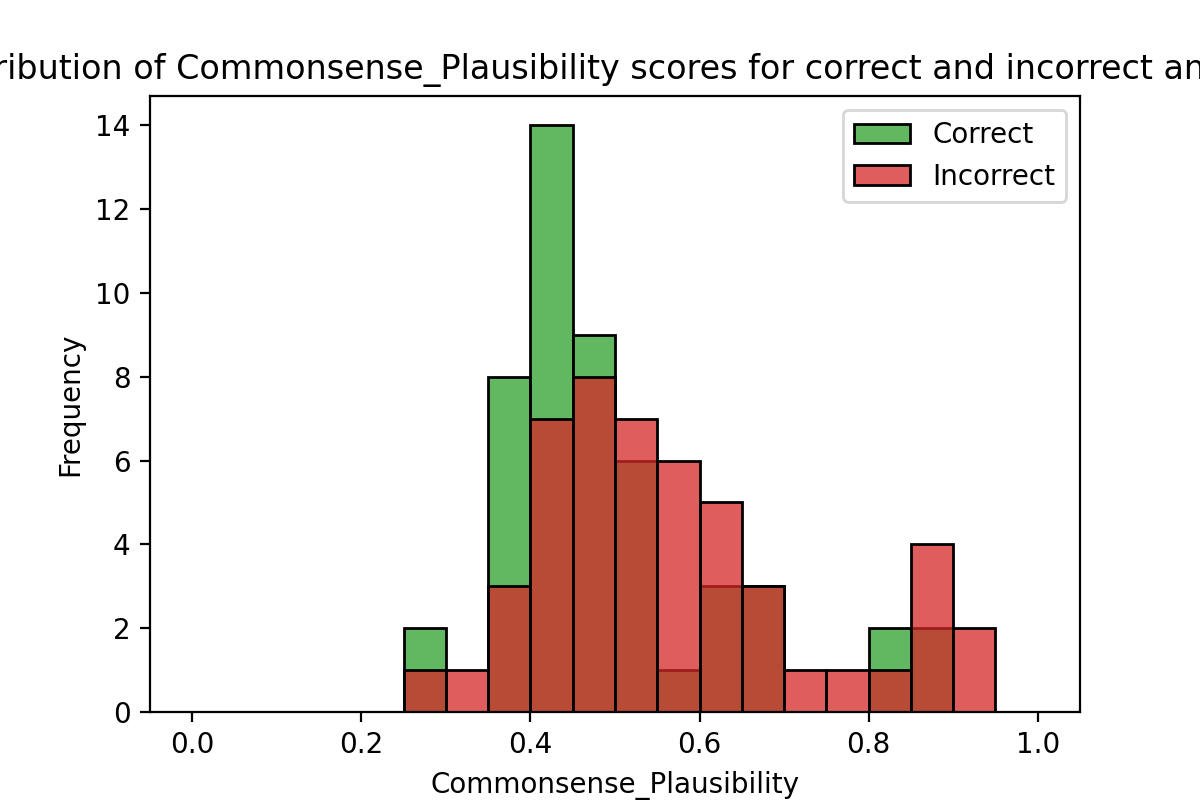 ribution of Commonsense_Plausibility scores for correct and incorrect an
Correct
Incorrect
14
12
10
8
6
4
2
0
Frequency
0.0 0.2 0.4 0.6 0.8 1.0
Commonsense_Plausibility